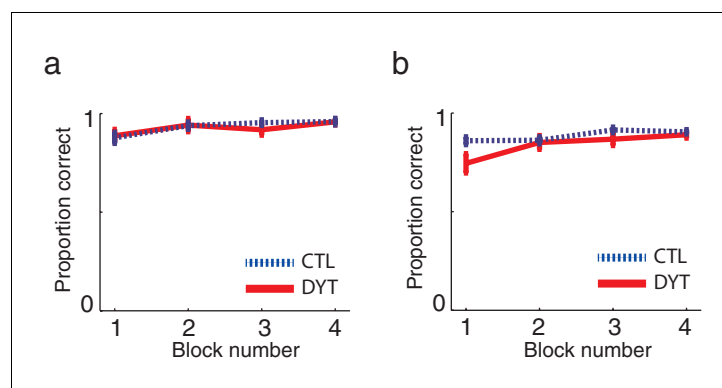 a
Proportion correct
1
0
CTL
DYT
1 2 3 4
Block number
b
Proportion correct
1
0
CTL
DYT
1 2 3 4
Block number